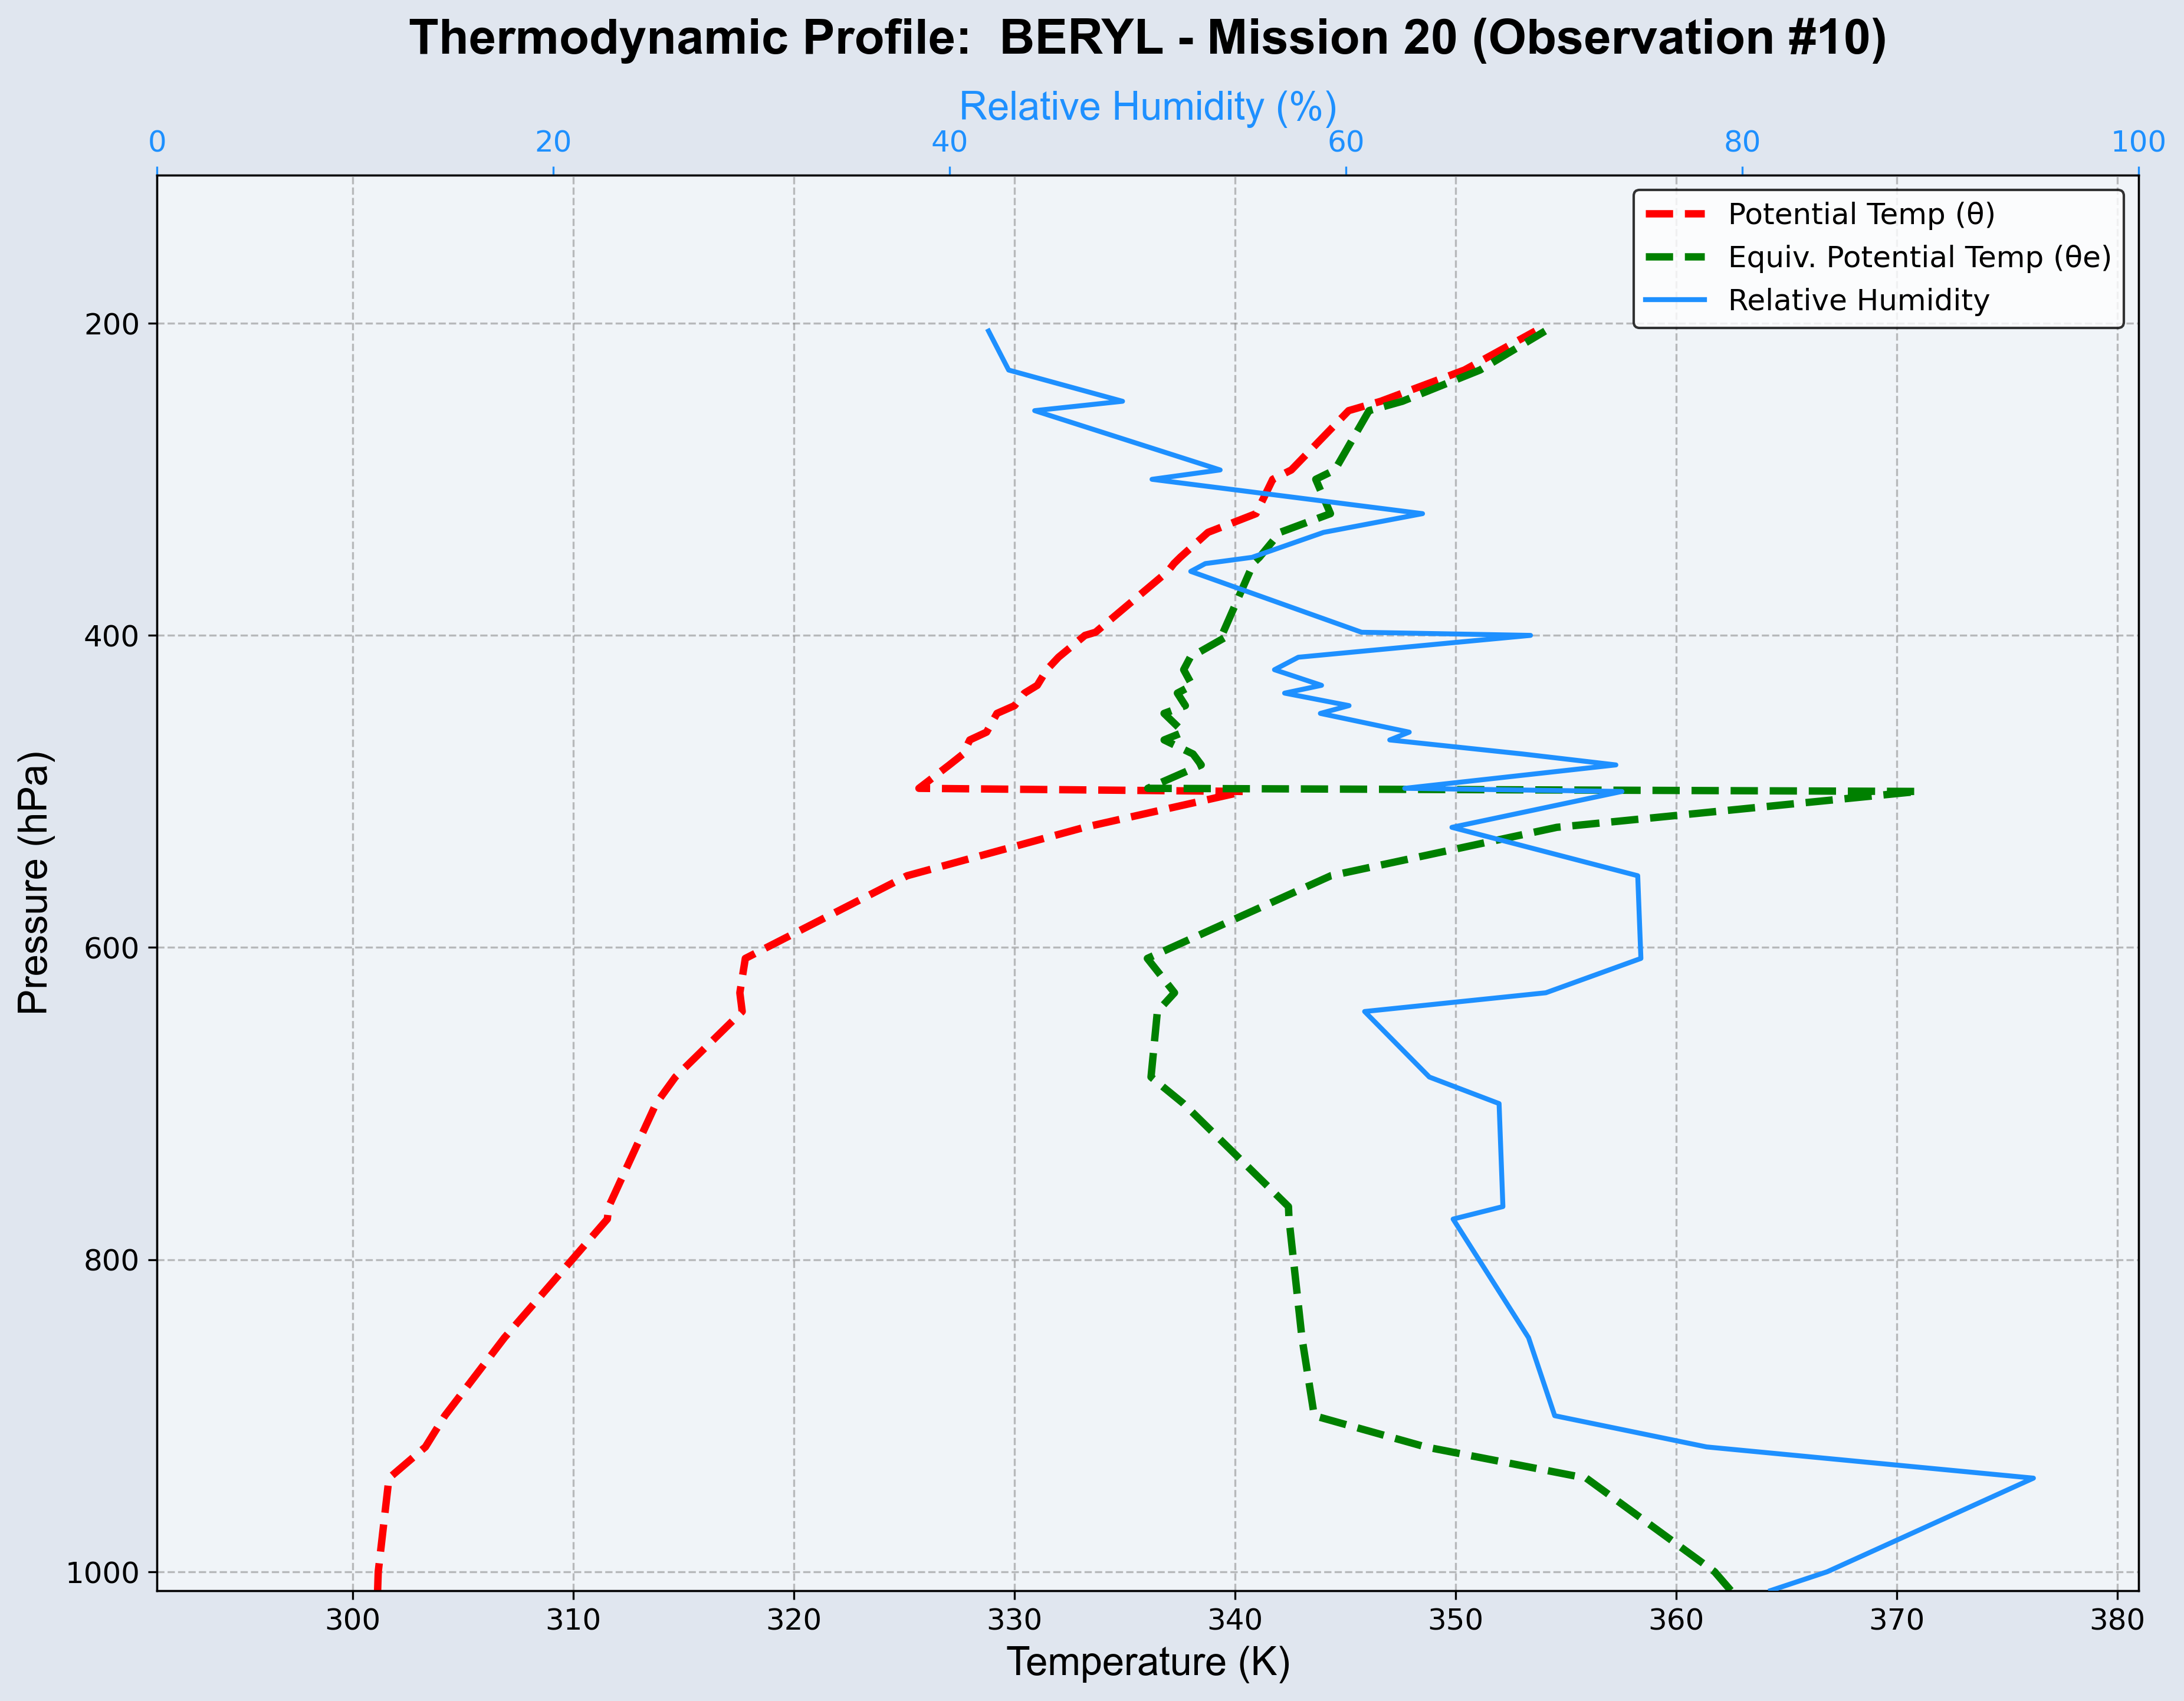 Thermodynamic Profile:  BERYL - Mission 20 (Observation #10)
Relative Humidity (%)
0 20 40 60 80 100
Potential Temp (θ)
Equiv. Potential Temp (θe)
Relative Humidity
200
400
600
800
1000
Pressure (hPa)
300 310 320 330 340 350 360 370 380
Temperature (K)